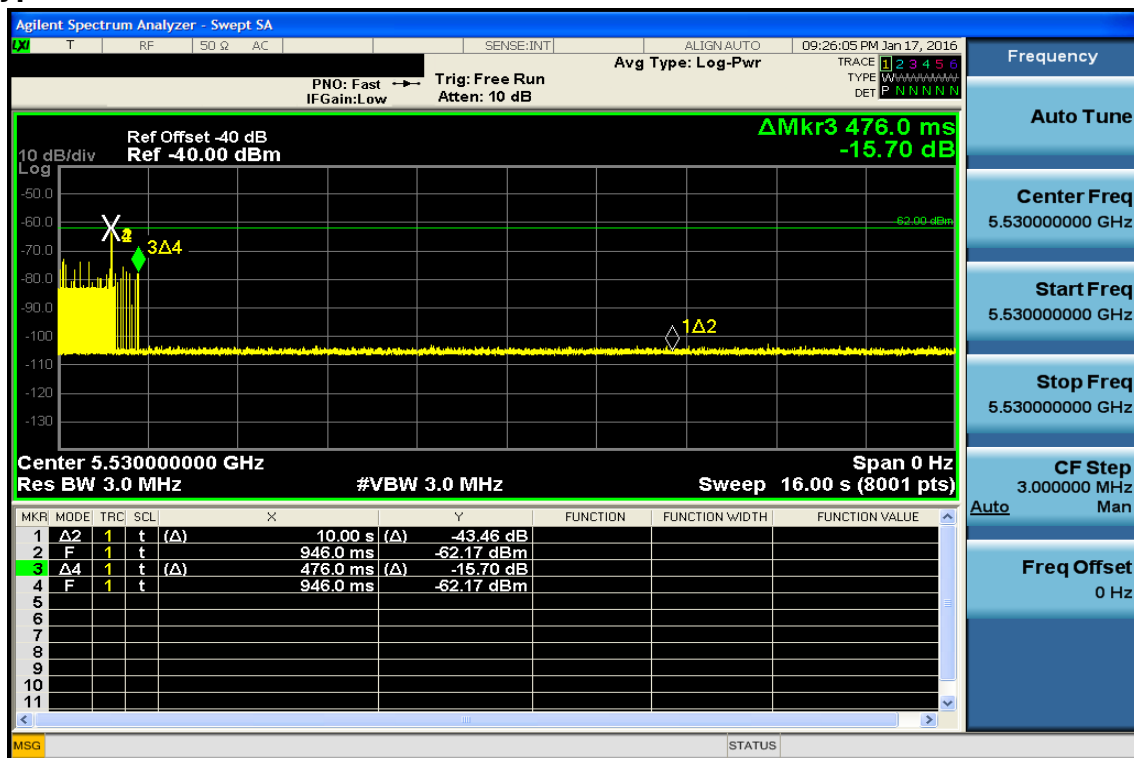 Agilent Spectrum Analyzer - Swept SA
LXI T RF 50 Ω AC SENSE:INT ALIGN AUTO 09:26:05 PM Jan 17, 2016
PNO: Fast Trig: Free Run Avg Type: Log-Pwr TRACE 1 2 3 4 5 6
IFGain:Low Atten: 10 dB TYPE WWWWWW
DET P N N N N N
ΔMkr3 476.0 ms
-15.70 dB
Ref Offset -40 dB
10 dB/div Ref -40.00 dBm
Log
-50.0
-60.0
-62.00 dBm
-70.0
-80.0
-90.0
-100
-110
-120
-130
2
3Δ4
1Δ2
Center 5.530000000 GHz Span 0 Hz
Res BW 3.0 MHz #VBW 3.0 MHz Sweep 16.00 s (8001 pts)
MKR MODE TRC SCL X Y FUNCTION FUNCTION WIDTH FUNCTION VALUE
1 Δ2 1 t (Δ) 10.00 s (Δ) -43.46 dB
2 F 1 t 946.0 ms -62.17 dBm
3 Δ4 1 t (Δ) 476.0 ms (Δ) -15.70 dB
4 F 1 t 946.0 ms -62.17 dBm
5
6
7
8
9
10
11
MSG STATUS
Frequency
Auto Tune
Center Freq
5.530000000 GHz
Start Freq
5.530000000 GHz
Stop Freq
5.530000000 GHz
CF Step
3.000000 MHz
Auto Man
Freq Offset
0 Hz